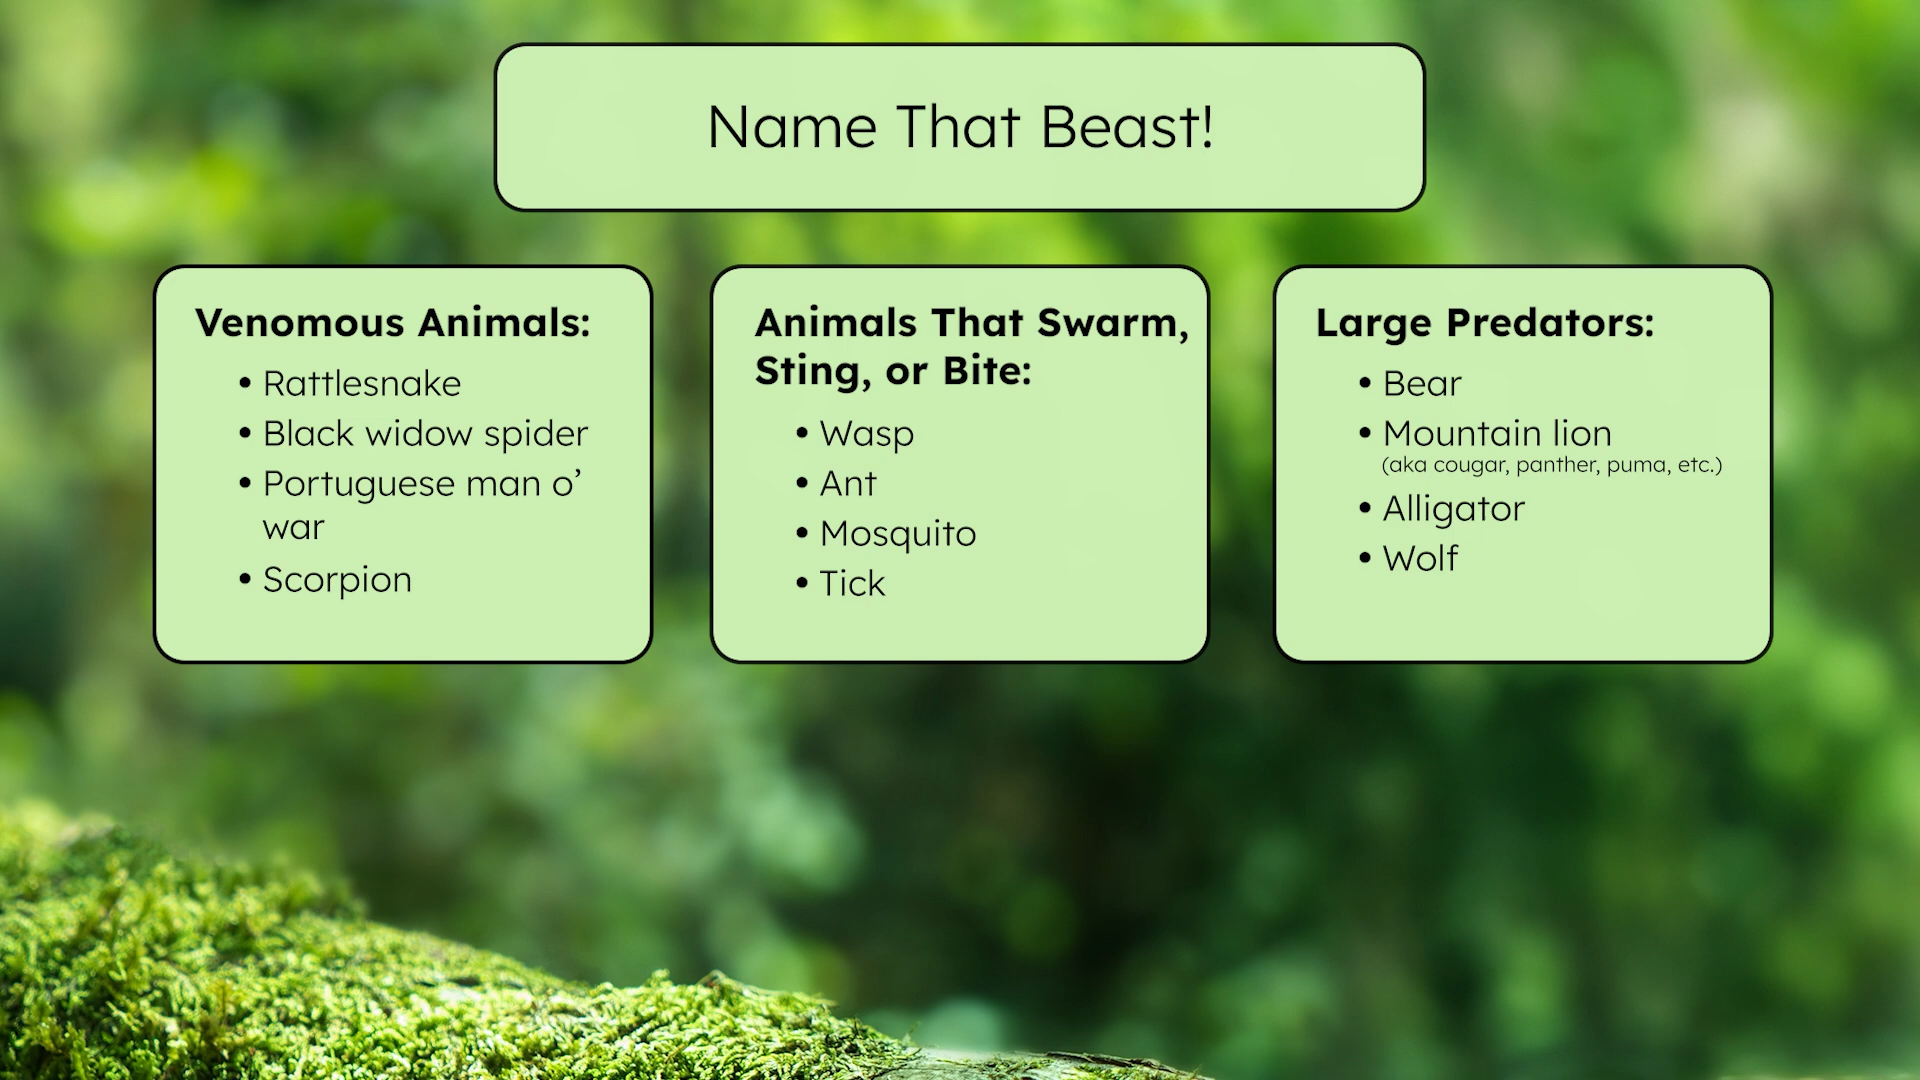 Name That Beast!
Venomous Animals:
• Rattlesnake
• Black widow spider
• Portuguese man o’
war
• Scorpion
Animals That Swarm,
Sting, or Bite:
• Wasp
• Ant
• Mosquito
• Tick
Large Predators:
• Bear
• Mountain lion
(aka cougar, panther, puma, etc.)
• Alligator
• Wolf